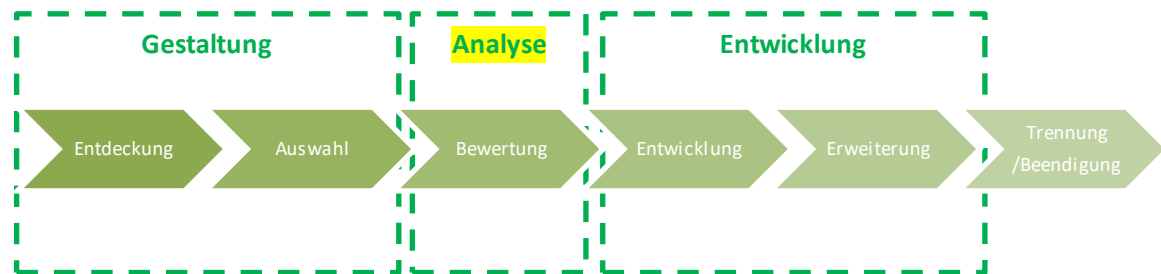 Gestaltung
Analyse
Entwicklung
Entdeckung
Auswahl
Bewertung
Entwicklung
Erweiterung
Trennung
/Beendigung